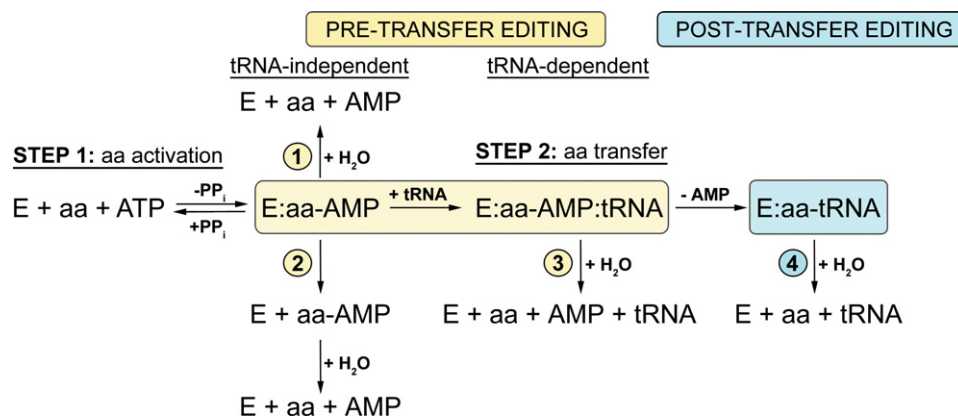 PRE-TRANSFER EDITING POST-TRANSFER EDITING
tRNA-independent tRNA-dependent
E + aa + AMP
STEP 1: aa activation 1 + H₂O STEP 2: aa transfer
E + aa + ATP -PPᵢ +PPᵢ E:aa-AMP + tRNA E:aa-AMP:tRNA - AMP E:aa-tRNA
2 3 + H₂O 4 + H₂O
E + aa-AMP E + aa + AMP + tRNA E + aa + tRNA
+ H₂O
E + aa + AMP